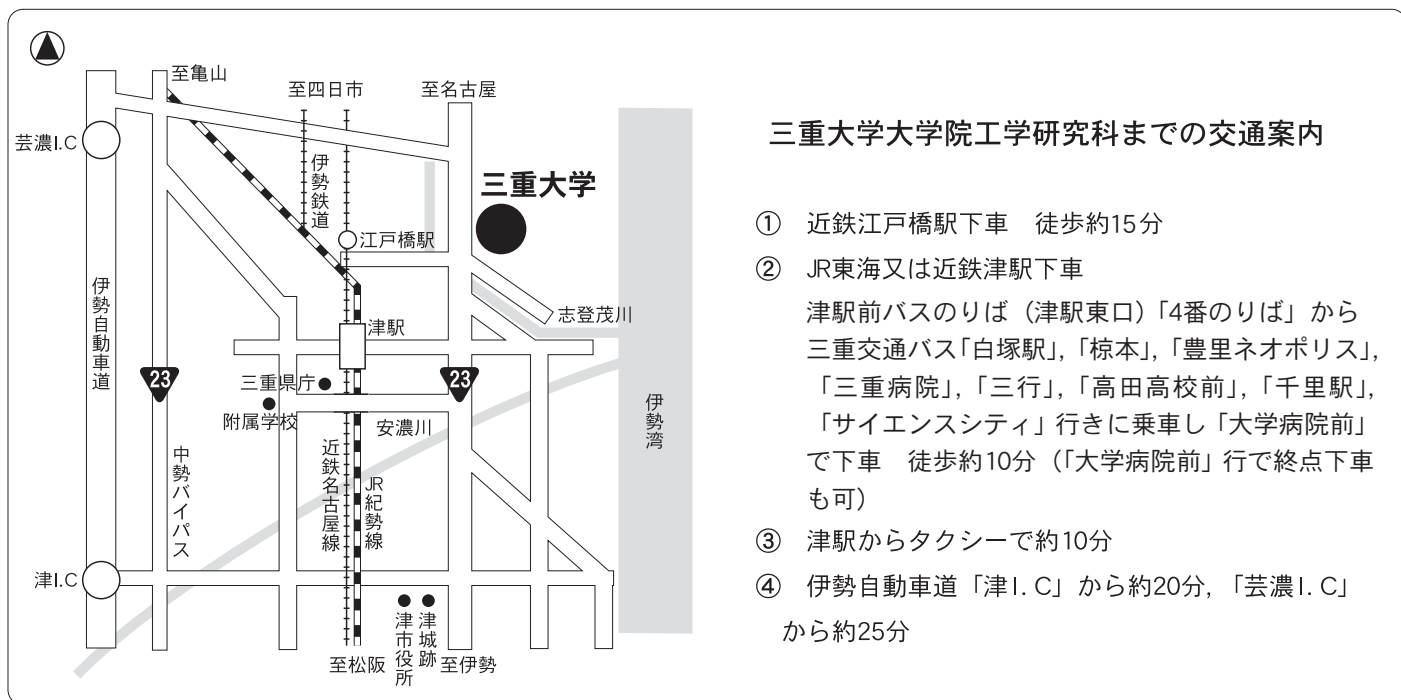 至亀山
至四日市
至名古屋
芸濃I.C
伊勢鉄道
三重大学
江戸橋駅
伊勢自動車道
志登茂川
津駅
23
23
三重県庁
附属学校
安濃川
伊勢湾
中勢バイパス
近鉄名古屋線
JR紀勢線
津I.C
津市役所
津城跡
至松阪
至伊勢
三重大学大学院工学研究科までの交通案内
① 近鉄江戸橋駅下車 徒歩約15分
② JR東海又は近鉄津駅下車
津駅前バスのりば（津駅東口）「4番のりば」から
三重交通バス「白塚駅」,「椋本」,「豊里ネオポリス」,
「三重病院」,「三行」,「高田高校前」,「千里駅」,
「サイエンスシティ」行きに乗車し「大学病院前」
で下車 徒歩約10分（「大学病院前」行で終点下車
も可）
③ 津駅からタクシーで約10分
④ 伊勢自動車道「津I.C」から約20分,「芸濃I.C」
から約25分